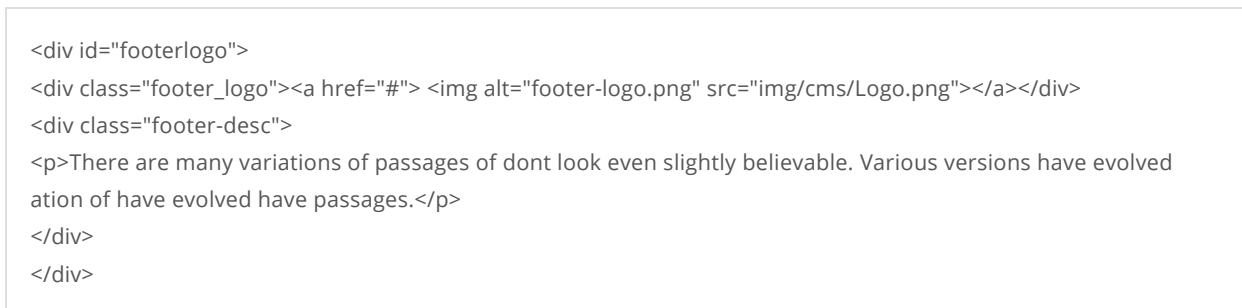 <div id="footerlogo">
<div class="footer_logo"><a href="#"> <img alt="footer-logo.png" src="img/cms/Logo.png"></a></div>
<div class="footer-desc">
<p>There are many variations of passages of dont look even slightly believable. Various versions have evolved
ation of have evolved have passages.</p>
</div>
</div>